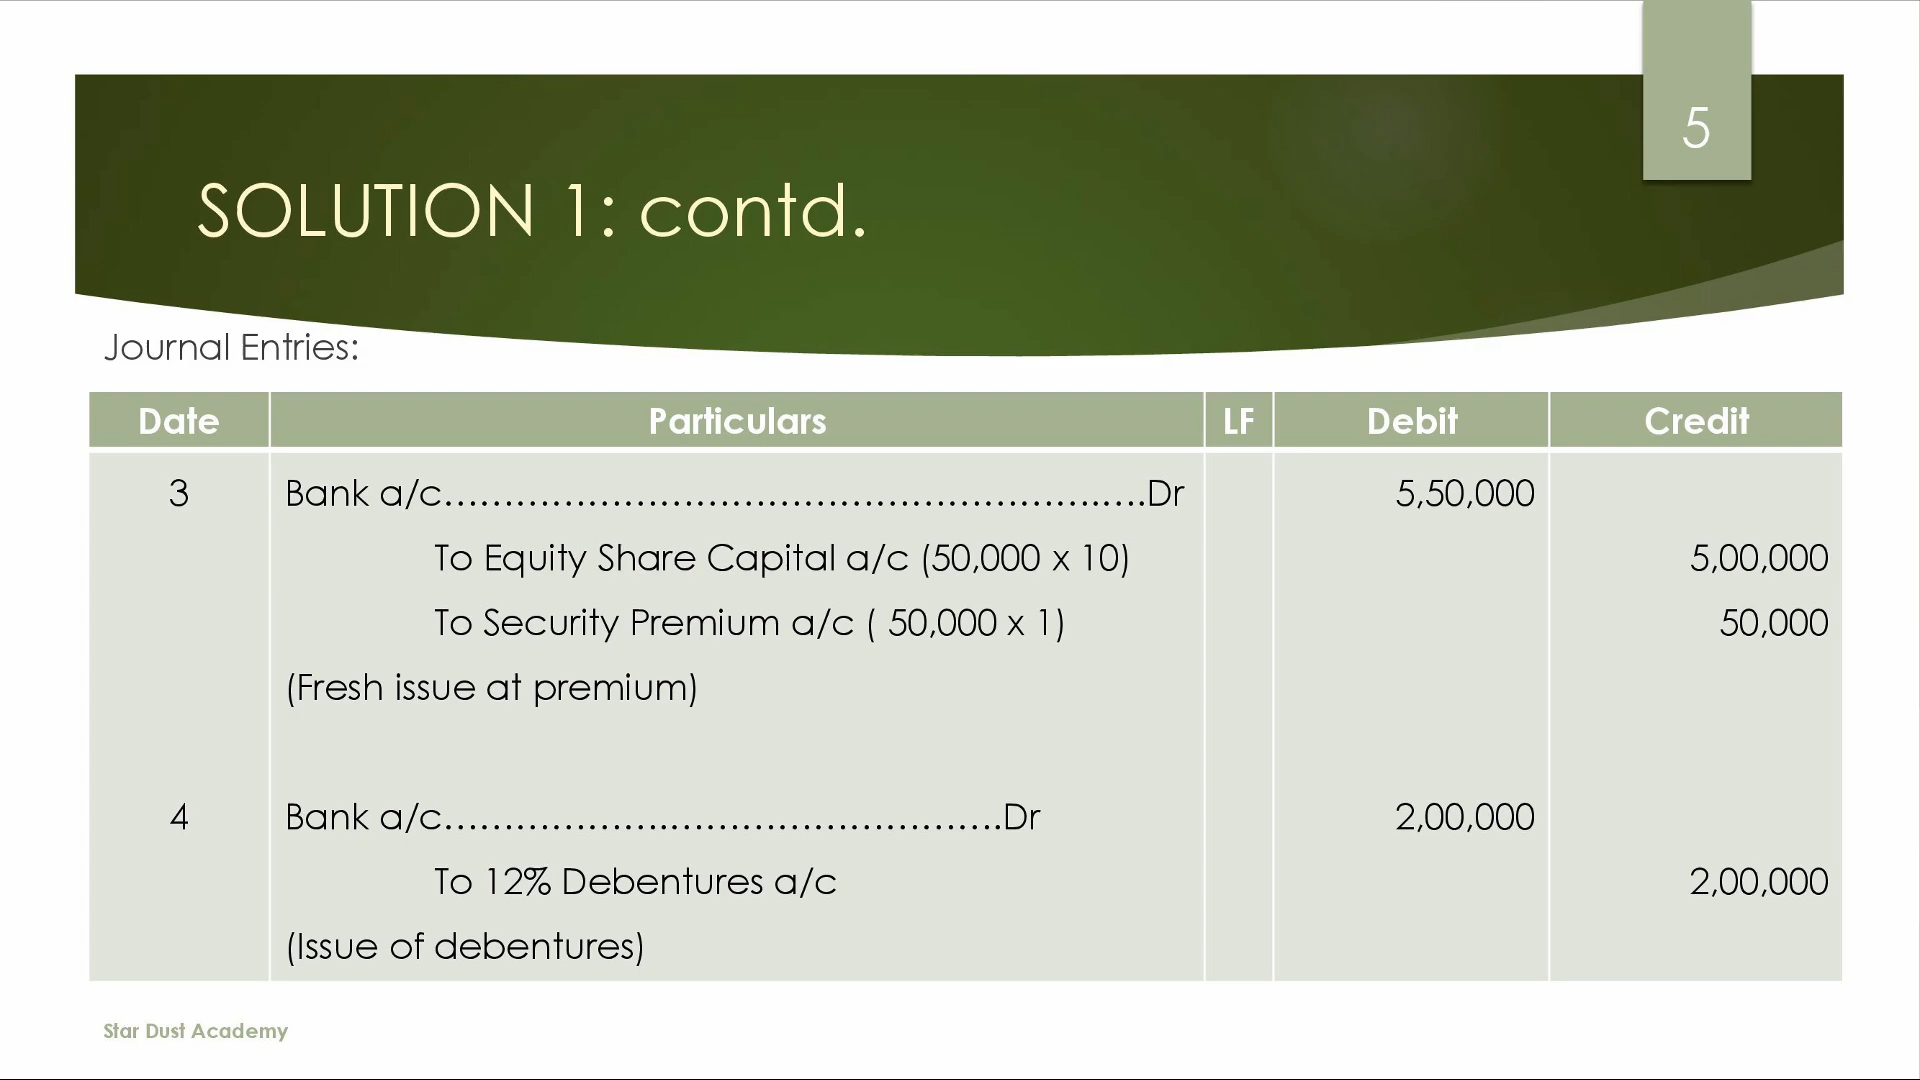 5
SOLUTION 1: contd.
Journal Entries:
Date Particulars LF Debit Credit
3 Bank a/c……………………………………………….….Dr 5,50,000
To Equity Share Capital a/c (50,000 x 10) 5,00,000
To Security Premium a/c ( 50,000 x 1) 50,000
(Fresh issue at premium)
4 Bank a/c……………….……………………….Dr 2,00,000
To 12% Debentures a/c 2,00,000
(Issue of debentures)
Star Dust Academy